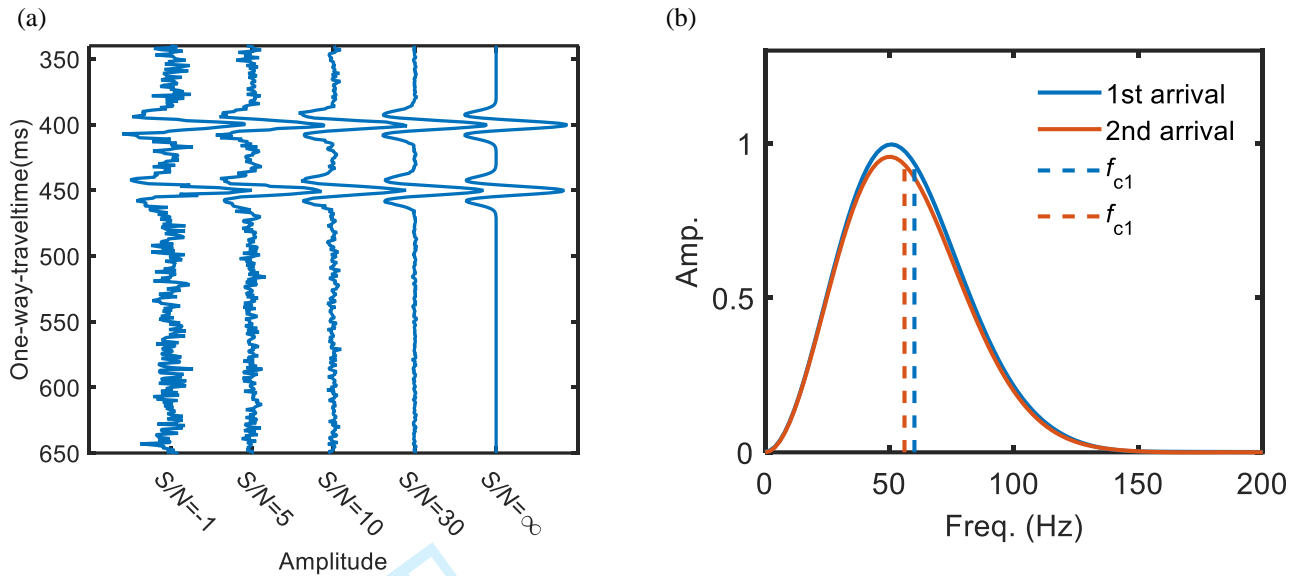 (a)
350
400
450
500
550
600
650
One-way-traveltime(ms)
S/N=-1
S/N=5
S/N=10
S/N=30
S/N=∞
Amplitude
(b)
1
0.5
0
Amp.
1st arrival
2nd arrival
fc1
fc1
0
50
100
150
200
Freq. (Hz)